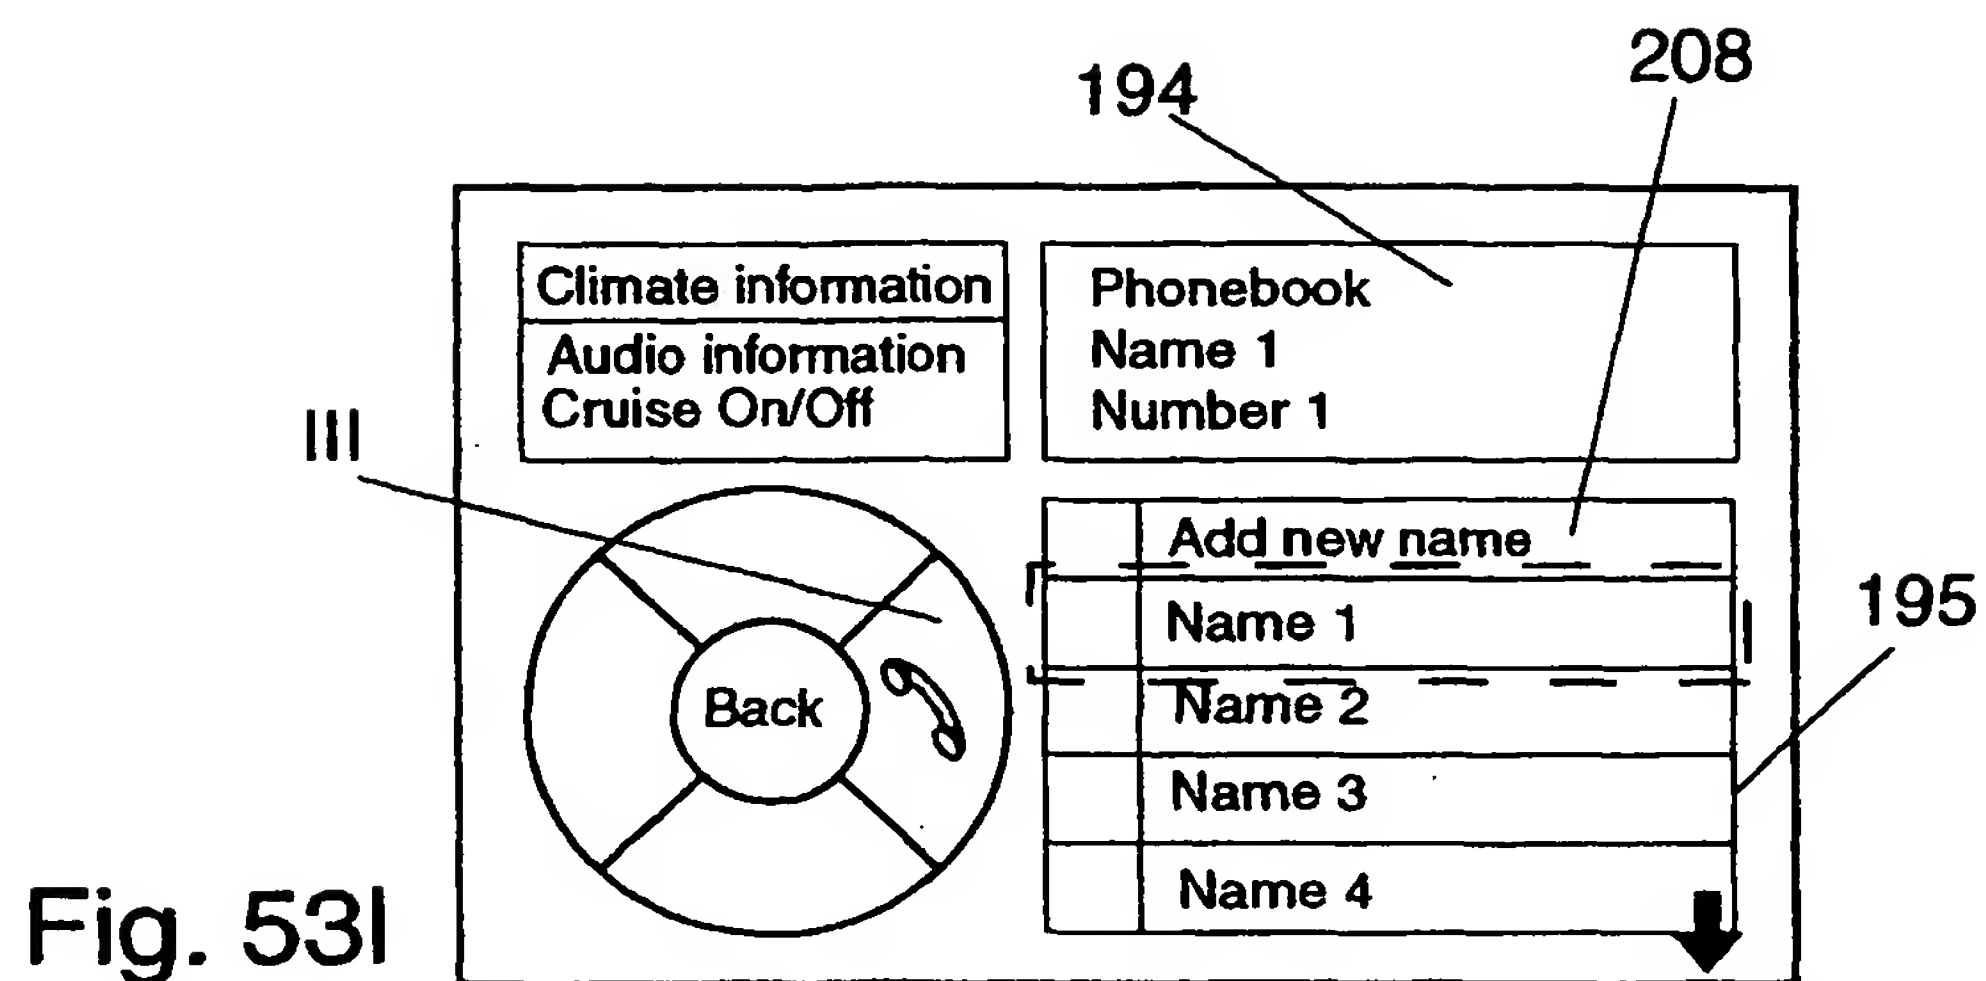 208
194
Climate information
Audio information
Cruise On/Off
Phonebook
Name 1
Number 1
III
Add new name
Name 1
195
Back
Name 2
Name 3
Name 4
Fig. 53I